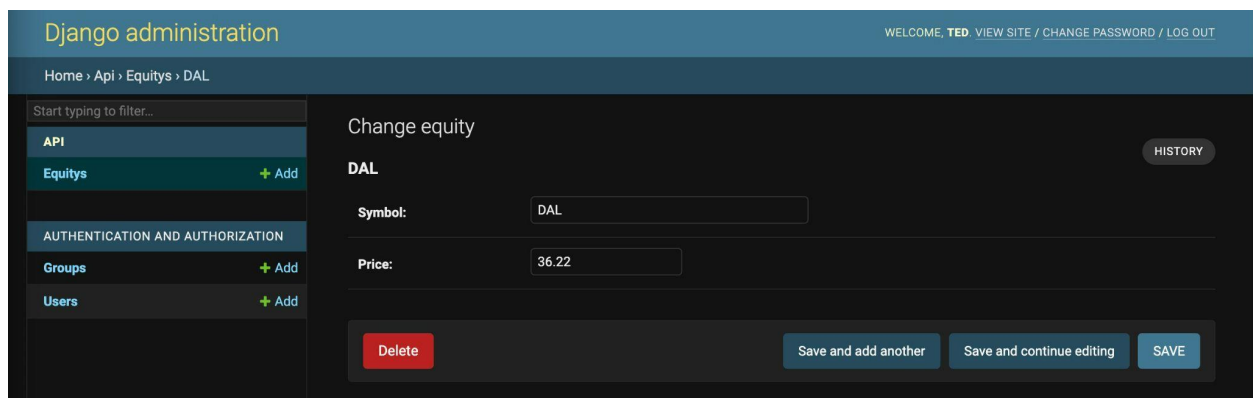 Django administration
WELCOME, TED. VIEW SITE / CHANGE PASSWORD / LOG OUT
Home › Api › Equitys › DAL
Start typing to filter...
API
Equitys + Add
AUTHENTICATION AND AUTHORIZATION
Groups + Add
Users + Add
Change equity
HISTORY
DAL
Symbol: DAL
Price: 36.22
Delete Save and add another Save and continue editing SAVE